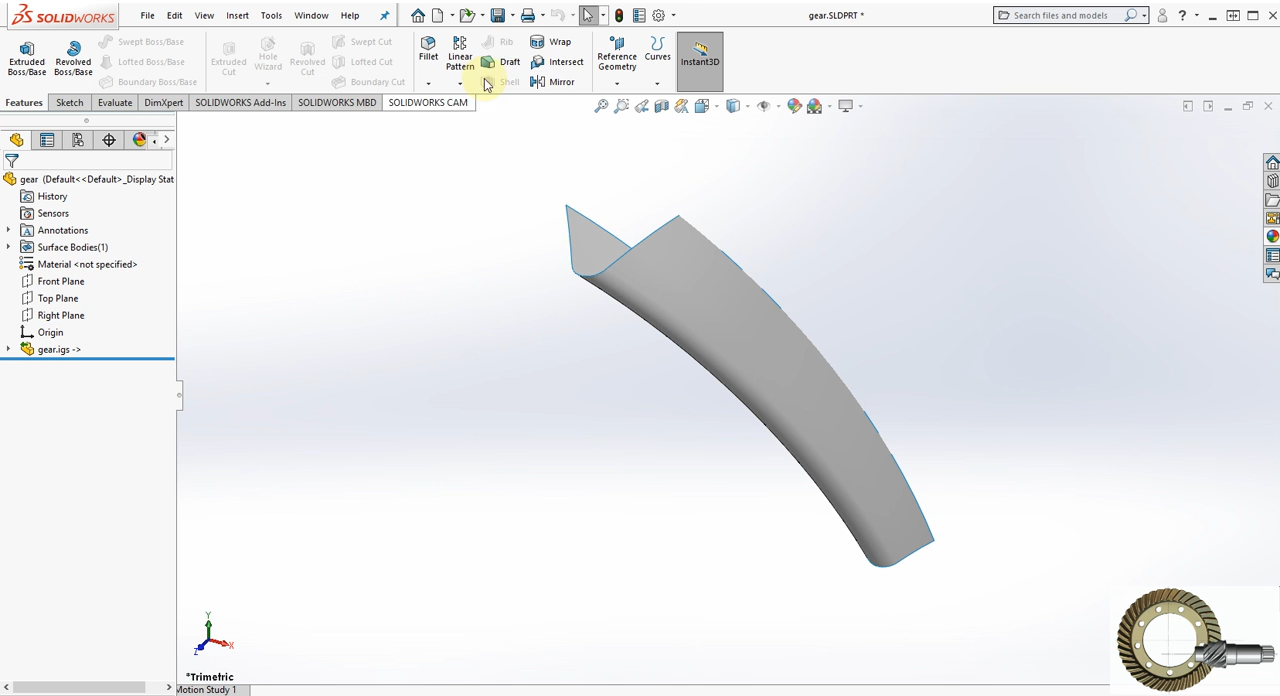 SOLIDWORKS File Edit View Insert Tools Window Help gear.SLDPRT * Search files and models ?
Extruded Boss/Base
Revolved Boss/Base
Swept Boss/Base
Lofted Boss/Base
Boundary Boss/Base
Extruded Cut
Hole Wizard
Revolved Cut
Swept Cut
Lofted Cut
Boundary Cut
Fillet
Linear Pattern
Rib
Draft
Shell
Wrap
Intersect
Mirror
Reference Geometry
Curves
Instant3D
Features Sketch Evaluate DimXpert SOLIDWORKS Add-Ins SOLIDWORKS MBD SOLIDWORKS CAM
gear (Default<<Default>_Display Stat
History
Sensors
Annotations
Surface Bodies(1)
Material <not specified>
Front Plane
Top Plane
Right Plane
Origin
gear.igs ->
Y
X
Z
*Trimetric
Motion Study 1